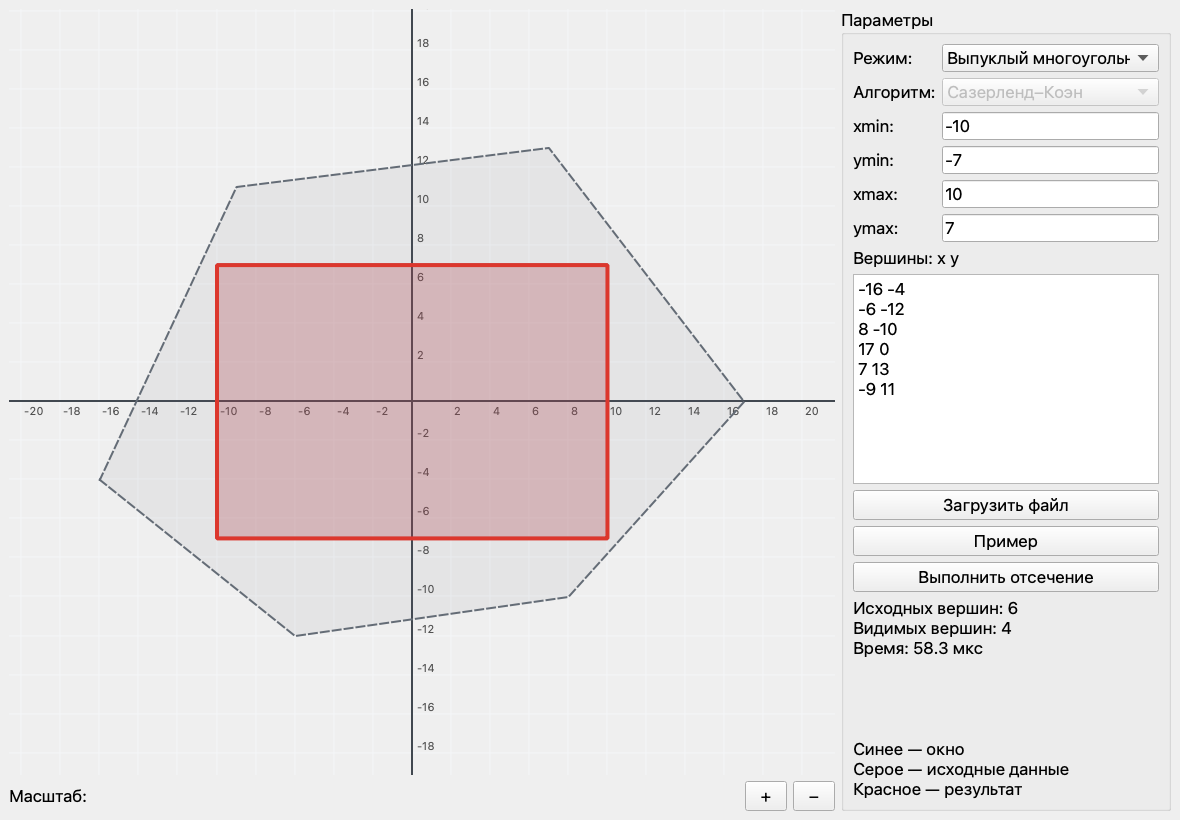 Параметры
Режим: Выпуклый многоуголь
Алгоритм: Сазерленд–Коэн
xmin: -10
ymin: -7
xmax: 10
ymax: 7
Вершины: x y
-16 -4
-6 -12
8 -10
17 0
7 13
-9 11
Загрузить файл
Пример
Выполнить отсечение
Исходных вершин: 6
Видимых вершин: 4
Время: 58.3 мкс
Синее — окно
Серое — исходные данные
Красное — результат
18
16
14
12
10
8
6
4
2
-20 -18 -16 -14 -12 -10 -8 -6 -4 -2 2 4 6 8 10 12 14 16 18 20
-2
-4
-6
-8
-10
-12
-14
-16
-18
Масштаб: + −